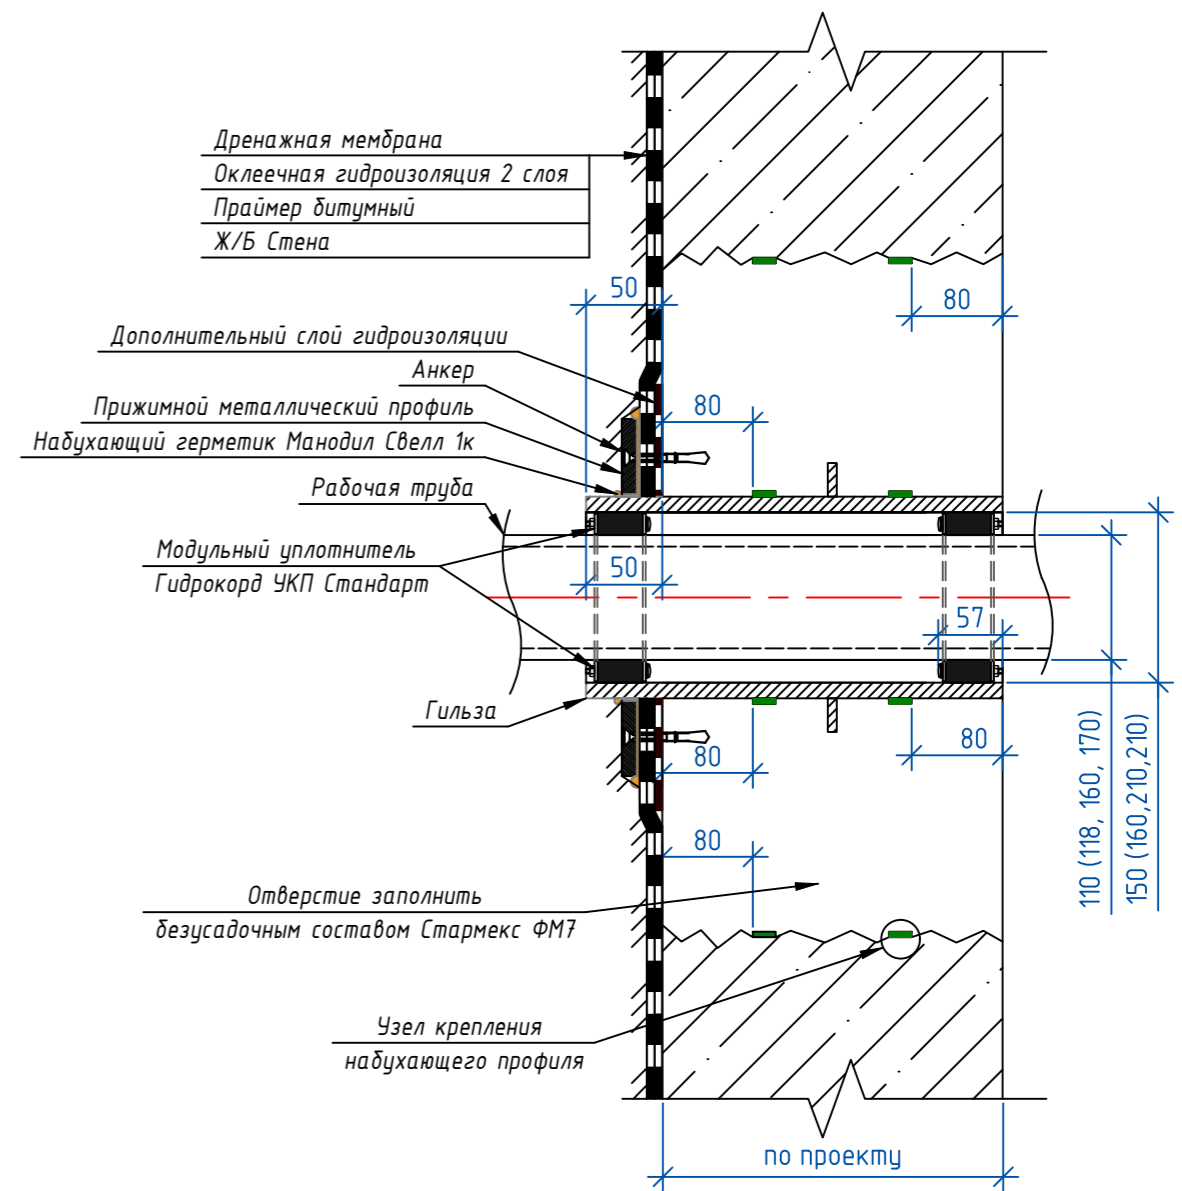 Дренажная мембрана
Оклеечная гидроизоляция 2 слоя
Праймер битумный
Ж/Б Стена
50
80
Дополнительный слой гидроизоляции
Анкер
80
Прижимной металлический профиль
Набухающий герметик Манодил Свелл 1к
Рабочая труба
Модульный уплотнитель
Гидрокорд УКП Стандарт
50
57
Гильза
80
80
110 (118, 160, 170)
150 (160,210,210)
80
Отверстие заполнить
безусадочным составом Стармекс ФМ7
Узел крепления
набухающего профиля
по проекту